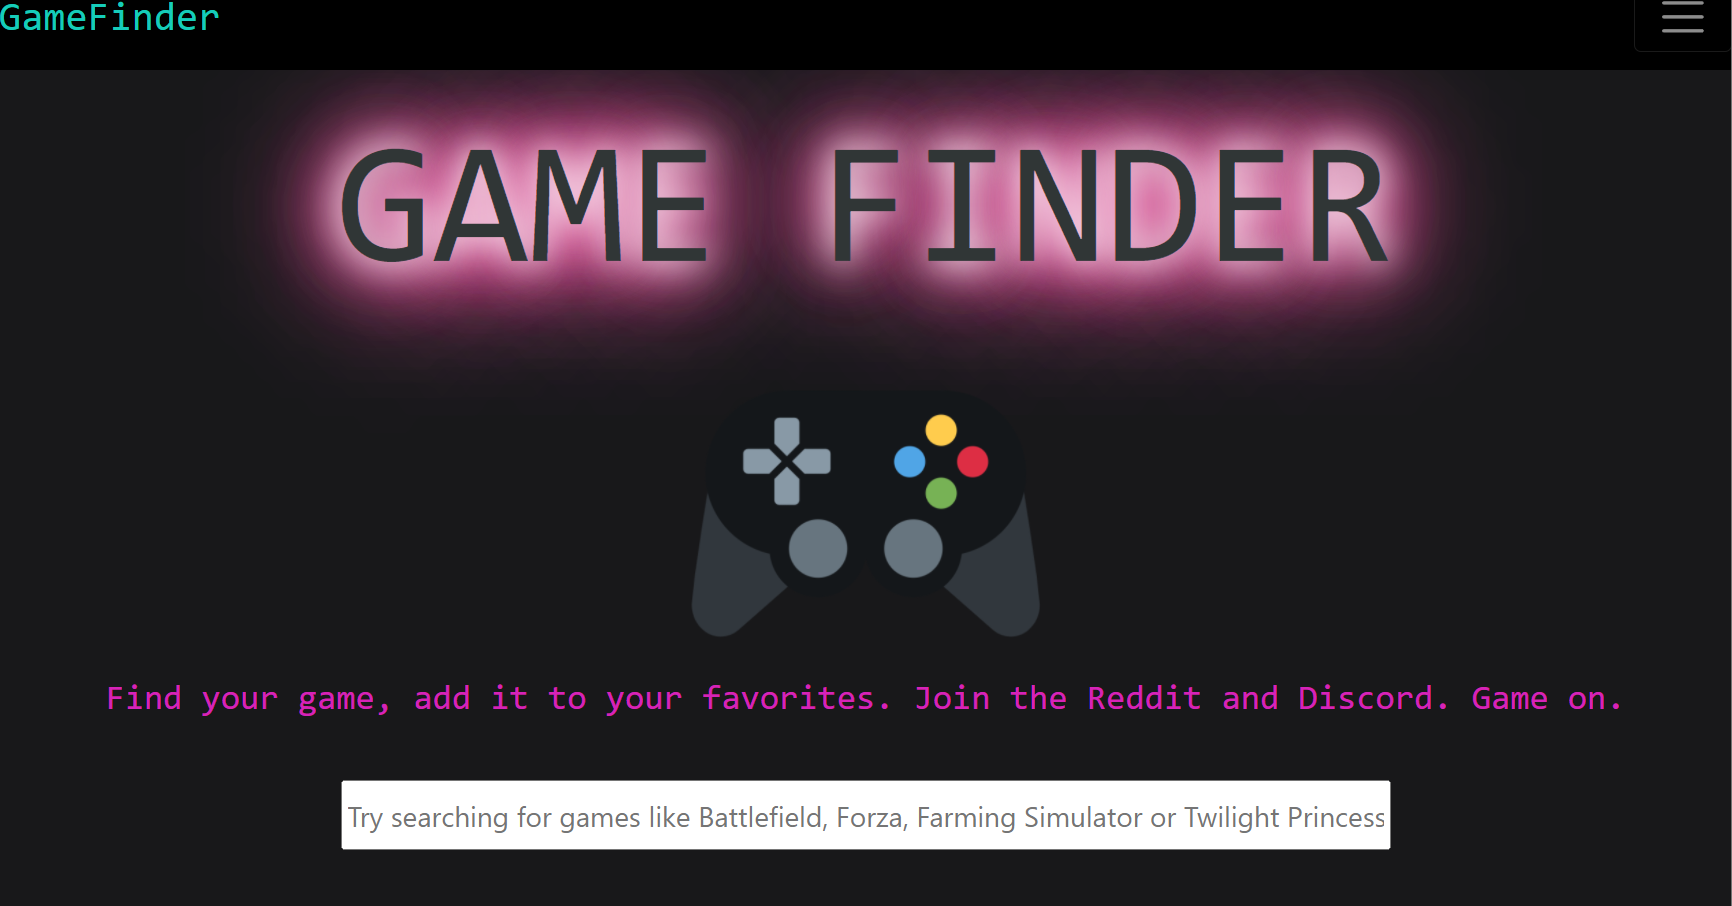 GameFinder
GAME FINDER
Find your game, add it to your favorites. Join the Reddit and Discord. Game on.
Try searching for games like Battlefield, Forza, Farming Simulator or Twilight Princess